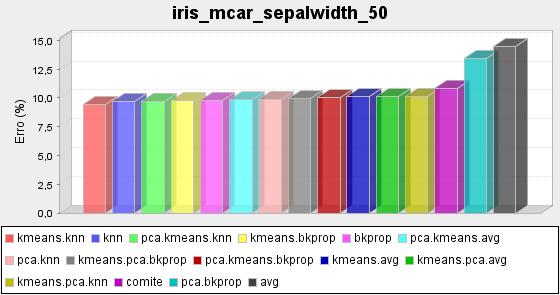 iris_mcar_sepalwidth_50
15,0
12,5
10,0
7,5
5,0
2,5
0,0
Erro (%)
kmeans.knn knn pca.kmeans.knn kmeans.bkprop bkprop pca.kmeans.avg
pca.knn kmeans.pca.bkprop pca.kmeans.bkprop kmeans.avg kmeans.pca.avg
kmeans.pca.knn comite pca.bkprop avg